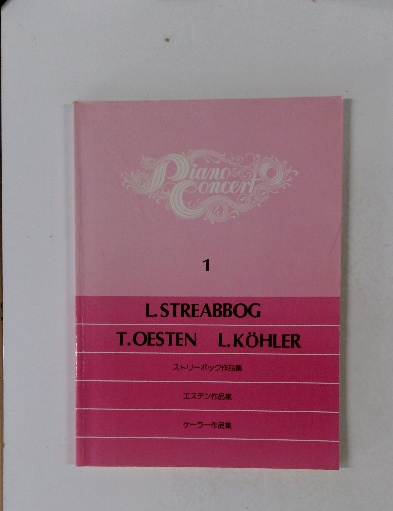 Piano
Concert
1
L. STREABBOG
T. OESTEN L. KÖHLER
ストリーボッグ作品集
エステン作品集
ケーラー作品集